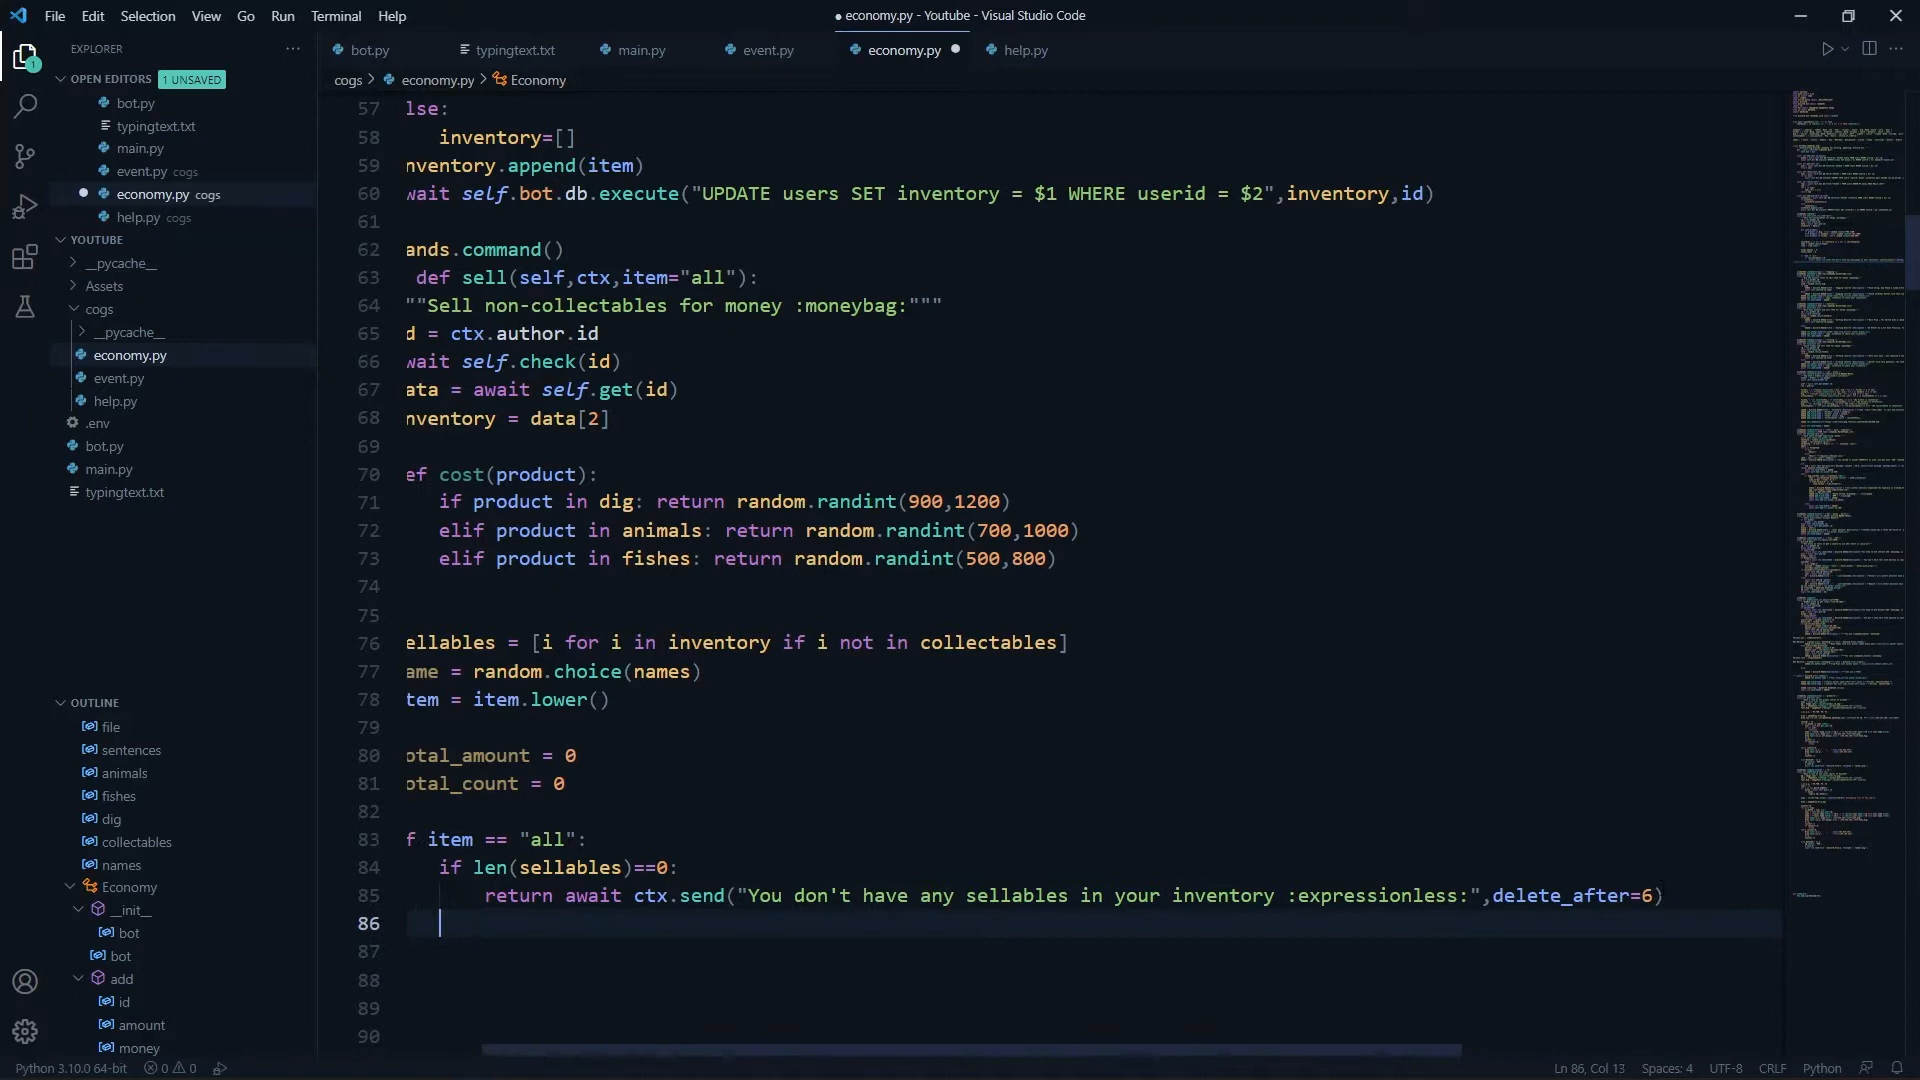 File Edit Selection View Go Run Terminal Help
● economy.py - Youtube - Visual Studio Code
EXPLORER
OPEN EDITORS 1 UNSAVED
bot.py
typingtext.txt
main.py
event.py cogs
economy.py cogs
help.py cogs
YOUTUBE
__pycache__
Assets
cogs
__pycache__
economy.py
event.py
help.py
.env
bot.py
main.py
typingtext.txt
OUTLINE
file
sentences
animals
fishes
dig
collectables
names
Economy
__init__
bot
bot
add
id
amount
money
bot.py typingtext.txt main.py event.py economy.py help.py
cogs > economy.py > Economy
57 lse:
58 inventory=[]
59 nventory.append(item)
60 wait self.bot.db.execute("UPDATE users SET inventory = $1 WHERE userid = $2",inventory,id)
61
62 ands.command()
63 def sell(self,ctx,item="all"):
64 ""Sell non-collectables for money :moneybag:"""
65 d = ctx.author.id
66 wait self.check(id)
67 ata = await self.get(id)
68 nventory = data[2]
69
70 ef cost(product):
71 if product in dig: return random.randint(900,1200)
72 elif product in animals: return random.randint(700,1000)
73 elif product in fishes: return random.randint(500,800)
74
75
76 ellables = [i for i in inventory if i not in collectables]
77 ame = random.choice(names)
78 tem = item.lower()
79
80 otal_amount = 0
81 otal_count = 0
82
83 f item == "all":
84 if len(sellables)==0:
85 return await ctx.send("You don't have any sellables in your inventory :expressionless:",delete_after=6)
86
87
88
89
90
Python 3.10.0 64-bit 0 0
Ln 86, Col 13 Spaces: 4 UTF-8 CRLF Python